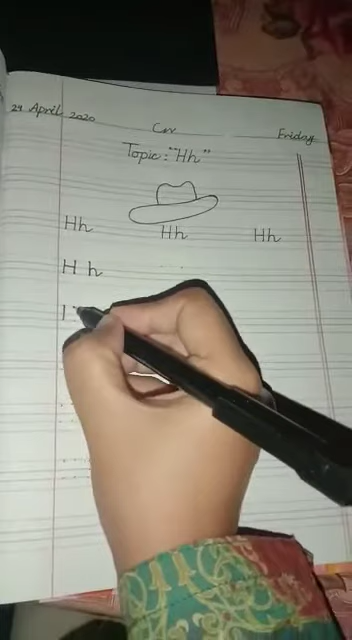 24 April 2020
Cw
Friday
Topic: "Hh"
Hh Hh Hh
H h